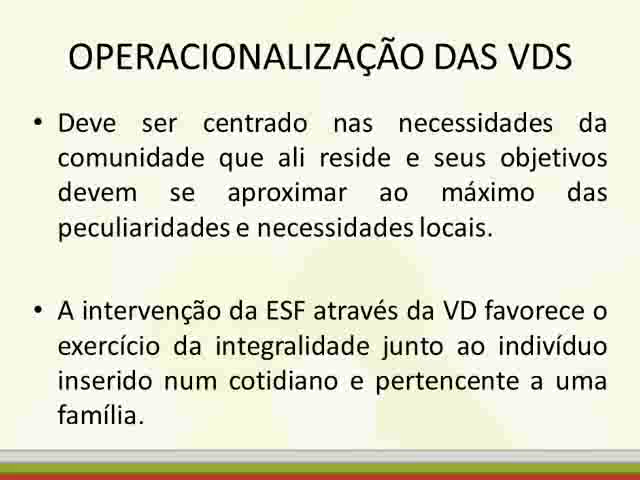 OPERACIONALIZAÇÃO DAS VDS
• Deve ser centrado nas necessidades da
comunidade que ali reside e seus objetivos
devem se aproximar ao máximo das
peculiaridades e necessidades locais.
• A intervenção da ESF através da VD favorece o
exercício da integralidade junto ao indivíduo
inserido num cotidiano e pertencente a uma
família.